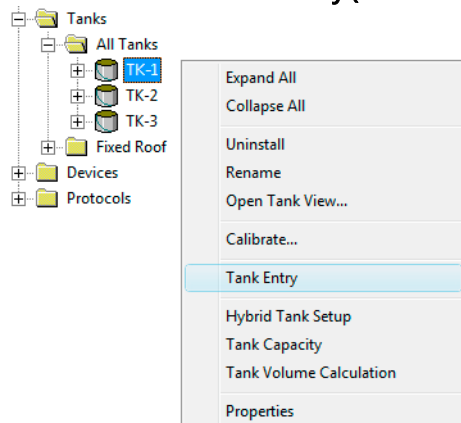 Tanks
All Tanks
TK-1
TK-2
TK-3
Fixed Roof
Devices
Protocols
Expand All
Collapse All
Uninstall
Rename
Open Tank View...
Calibrate...
Tank Entry
Hybrid Tank Setup
Tank Capacity
Tank Volume Calculation
Properties